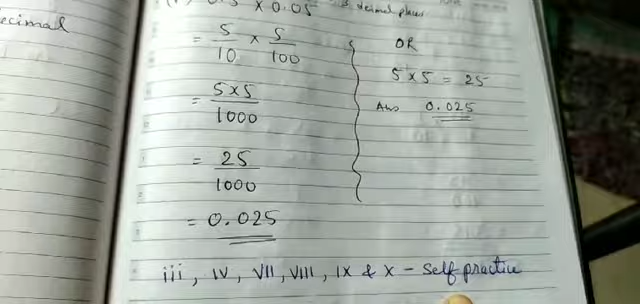 ecimal
× 0.05 3 decimal places
= 5/10 × 5/100
= 5×5/1000
= 25/1000
= 0.025
OR
5 × 5 = 25
Ans 0.025
iii, IV, VII, VIII, IX & X - Self practice